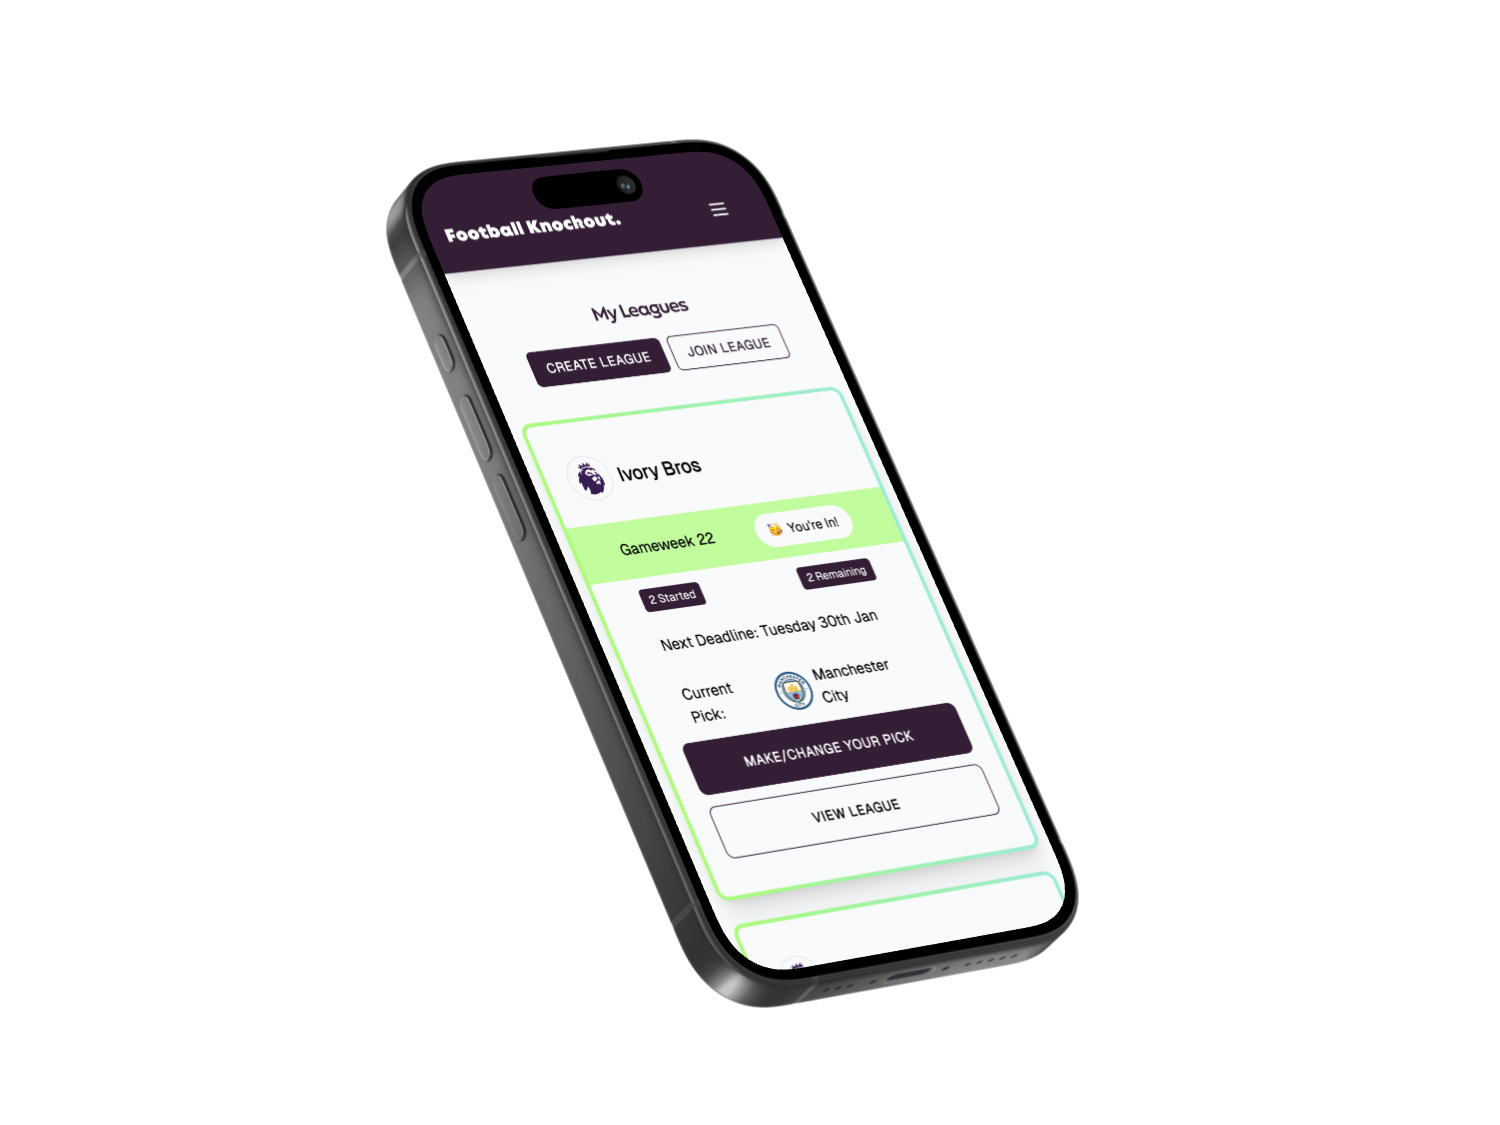 Football Knockout.
My Leagues
CREATE LEAGUE
JOIN LEAGUE
Ivory Bros
Gameweek 22
You're In!
2 Started
2 Remaining
Next Deadline: Tuesday 30th Jan
Current
Pick:
Manchester
City
MAKE/CHANGE YOUR PICK
VIEW LEAGUE